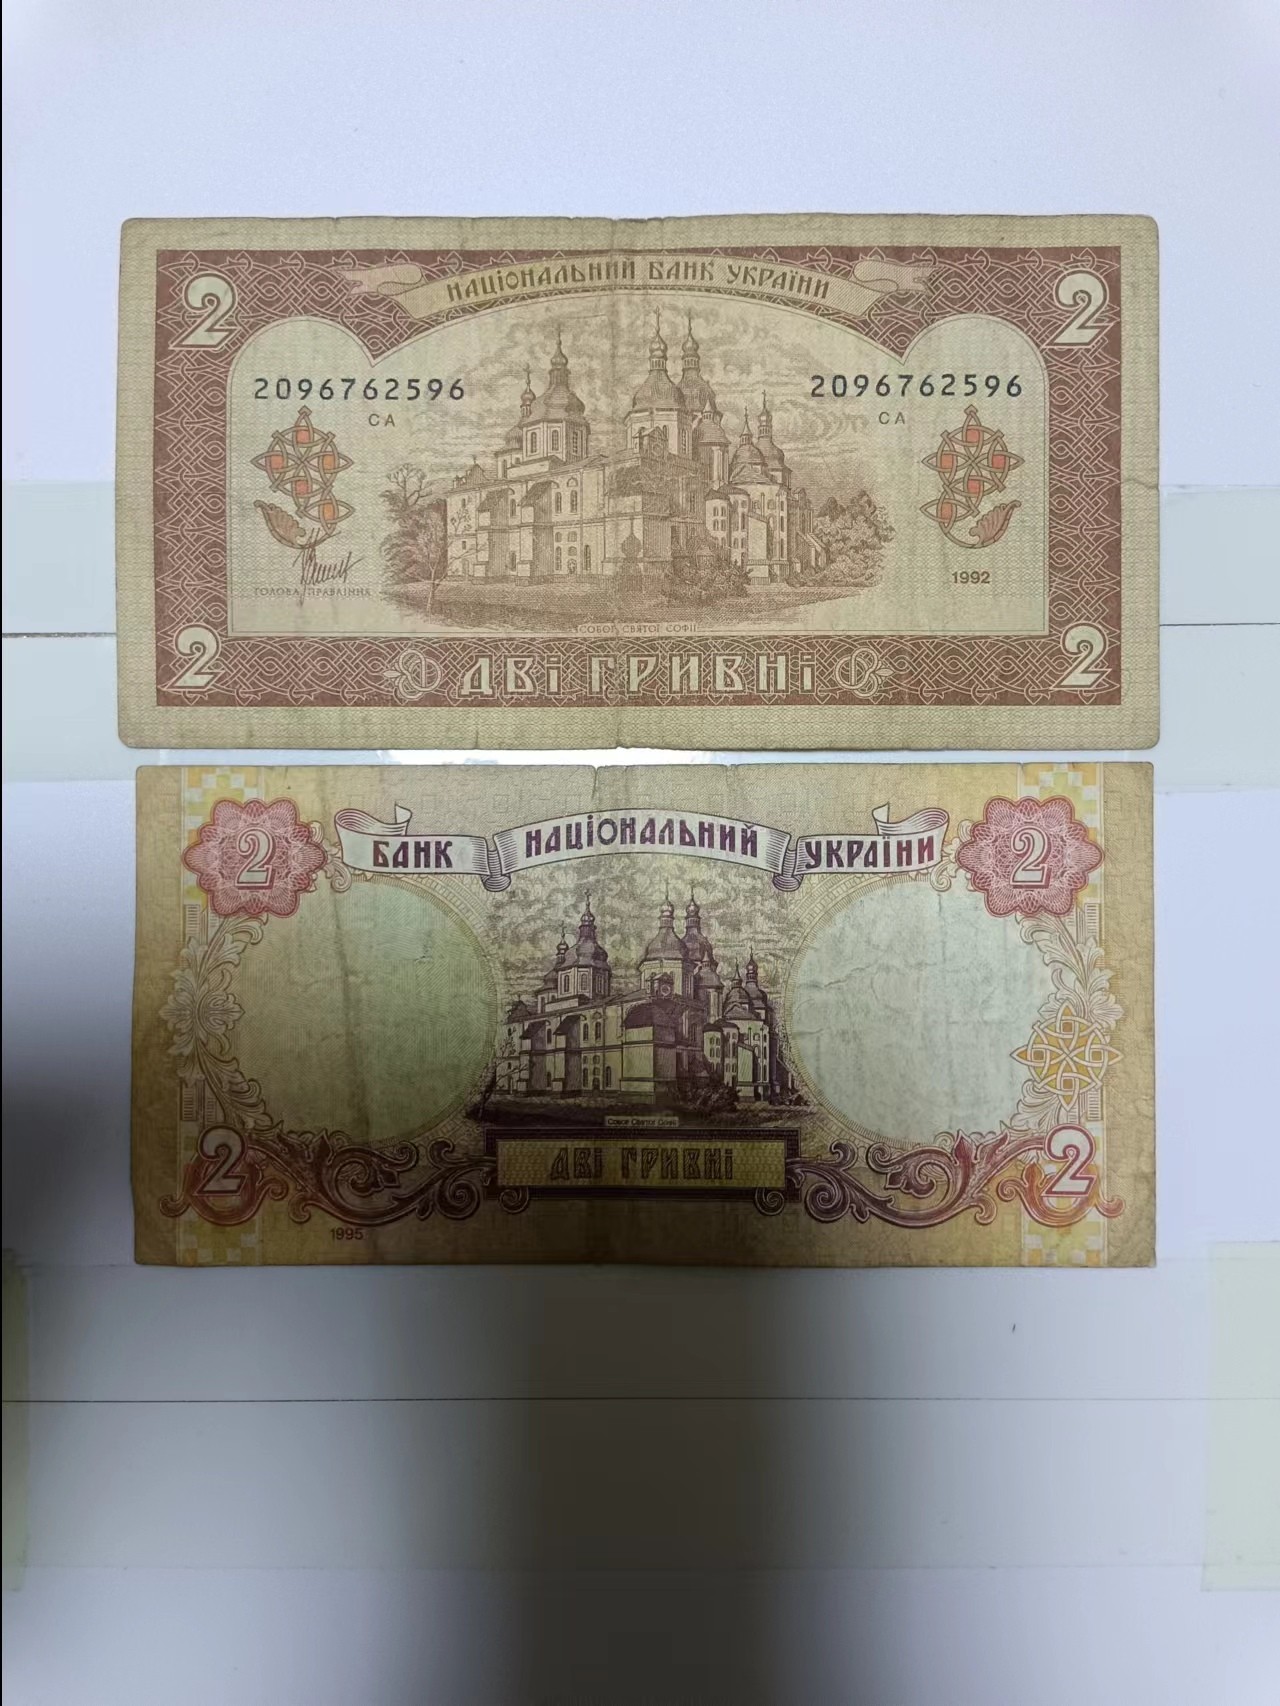 НАЦІОНАЛЬНИЙ БАНК УКРАЇНИ
2 2
2096762596 2096762596
СА СА
1992
ГОЛОВА ПРАВЛІННЯ
СОБОР СВЯТОЇ СОФІЇ
2 ДВІ ГРИВНІ 2
2 БАНК НАЦІОНАЛЬНИЙ УКРАЇНИ 2
Собор Святої Софії
2 ДВІ ГРИВНІ 2
1995